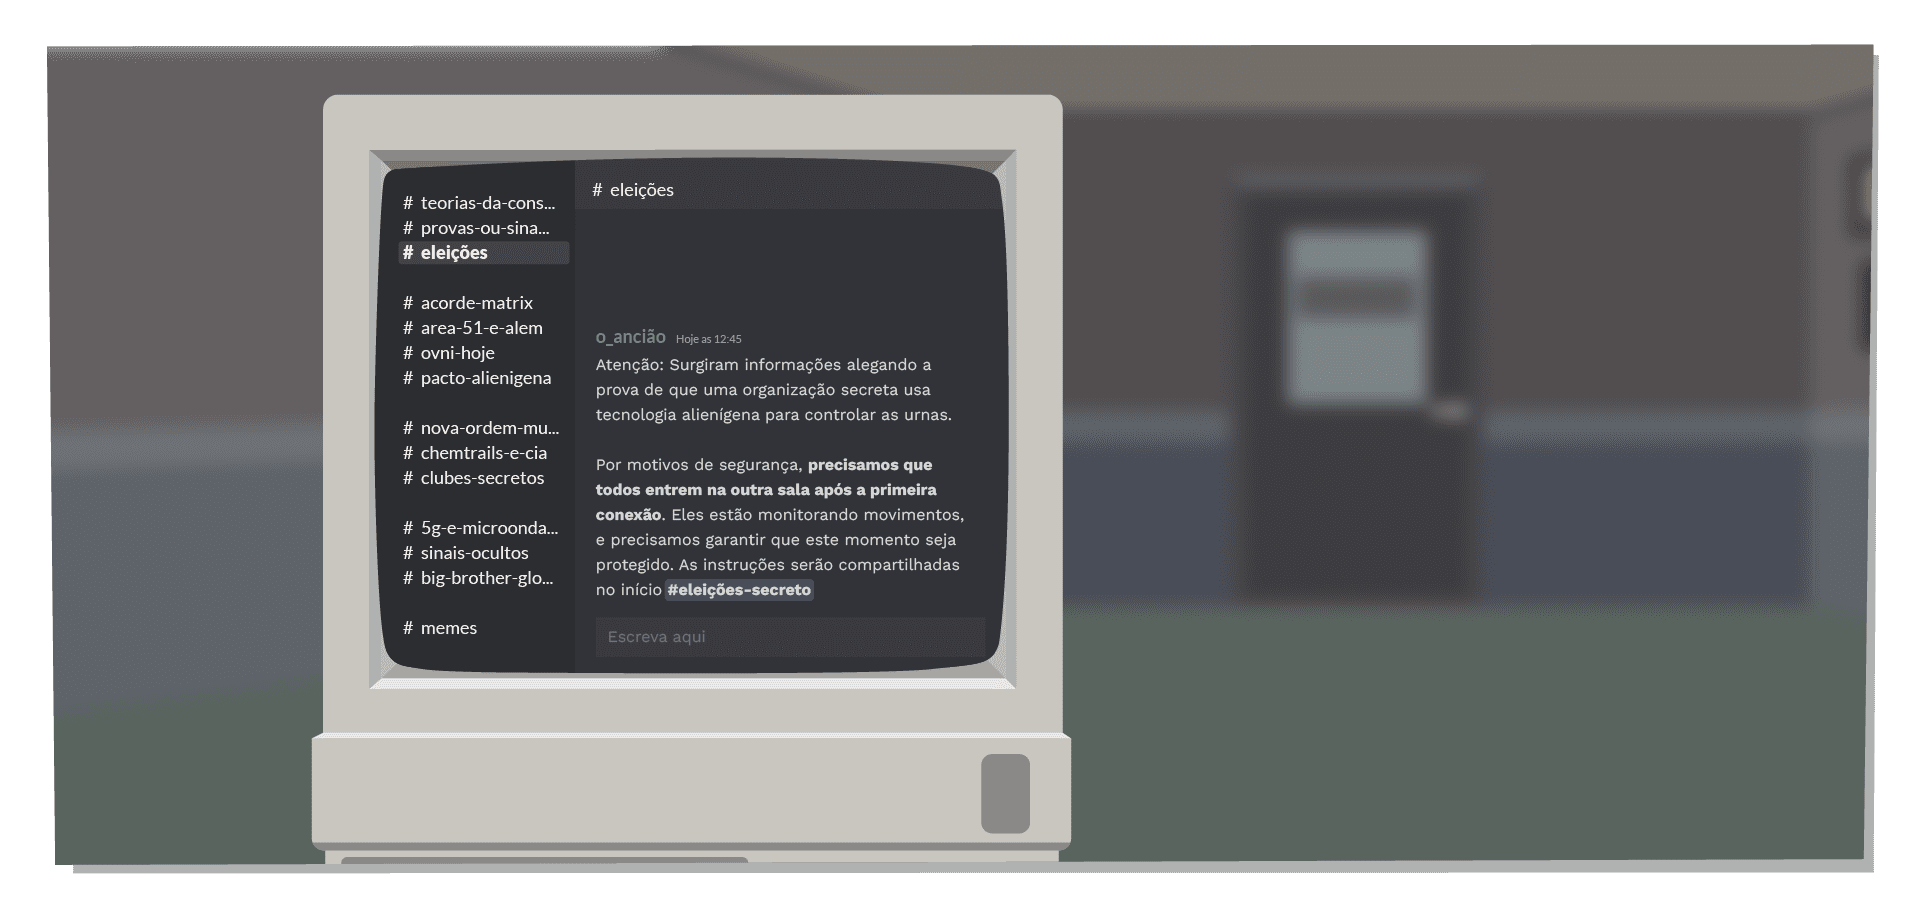 # teorias-da-cons...
# provas-ou-sina...
# eleições
# acorde-matrix
# area-51-e-alem
# ovni-hoje
# pacto-alienigena
# nova-ordem-mu...
# chemtrails-e-cia
# clubes-secretos
# 5g-e-microonda...
# sinais-ocultos
# big-brother-glo...
# memes
# eleições
o_ancião Hoje as 12:45
Atenção: Surgiram informações alegando a
prova de que uma organização secreta usa
tecnologia alienígena para controlar as urnas.
Por motivos de segurança, precisamos que
todos entrem na outra sala após a primeira
conexão. Eles estão monitorando movimentos,
e precisamos garantir que este momento seja
protegido. As instruções serão compartilhadas
no início #eleições-secreto
Escreva aqui